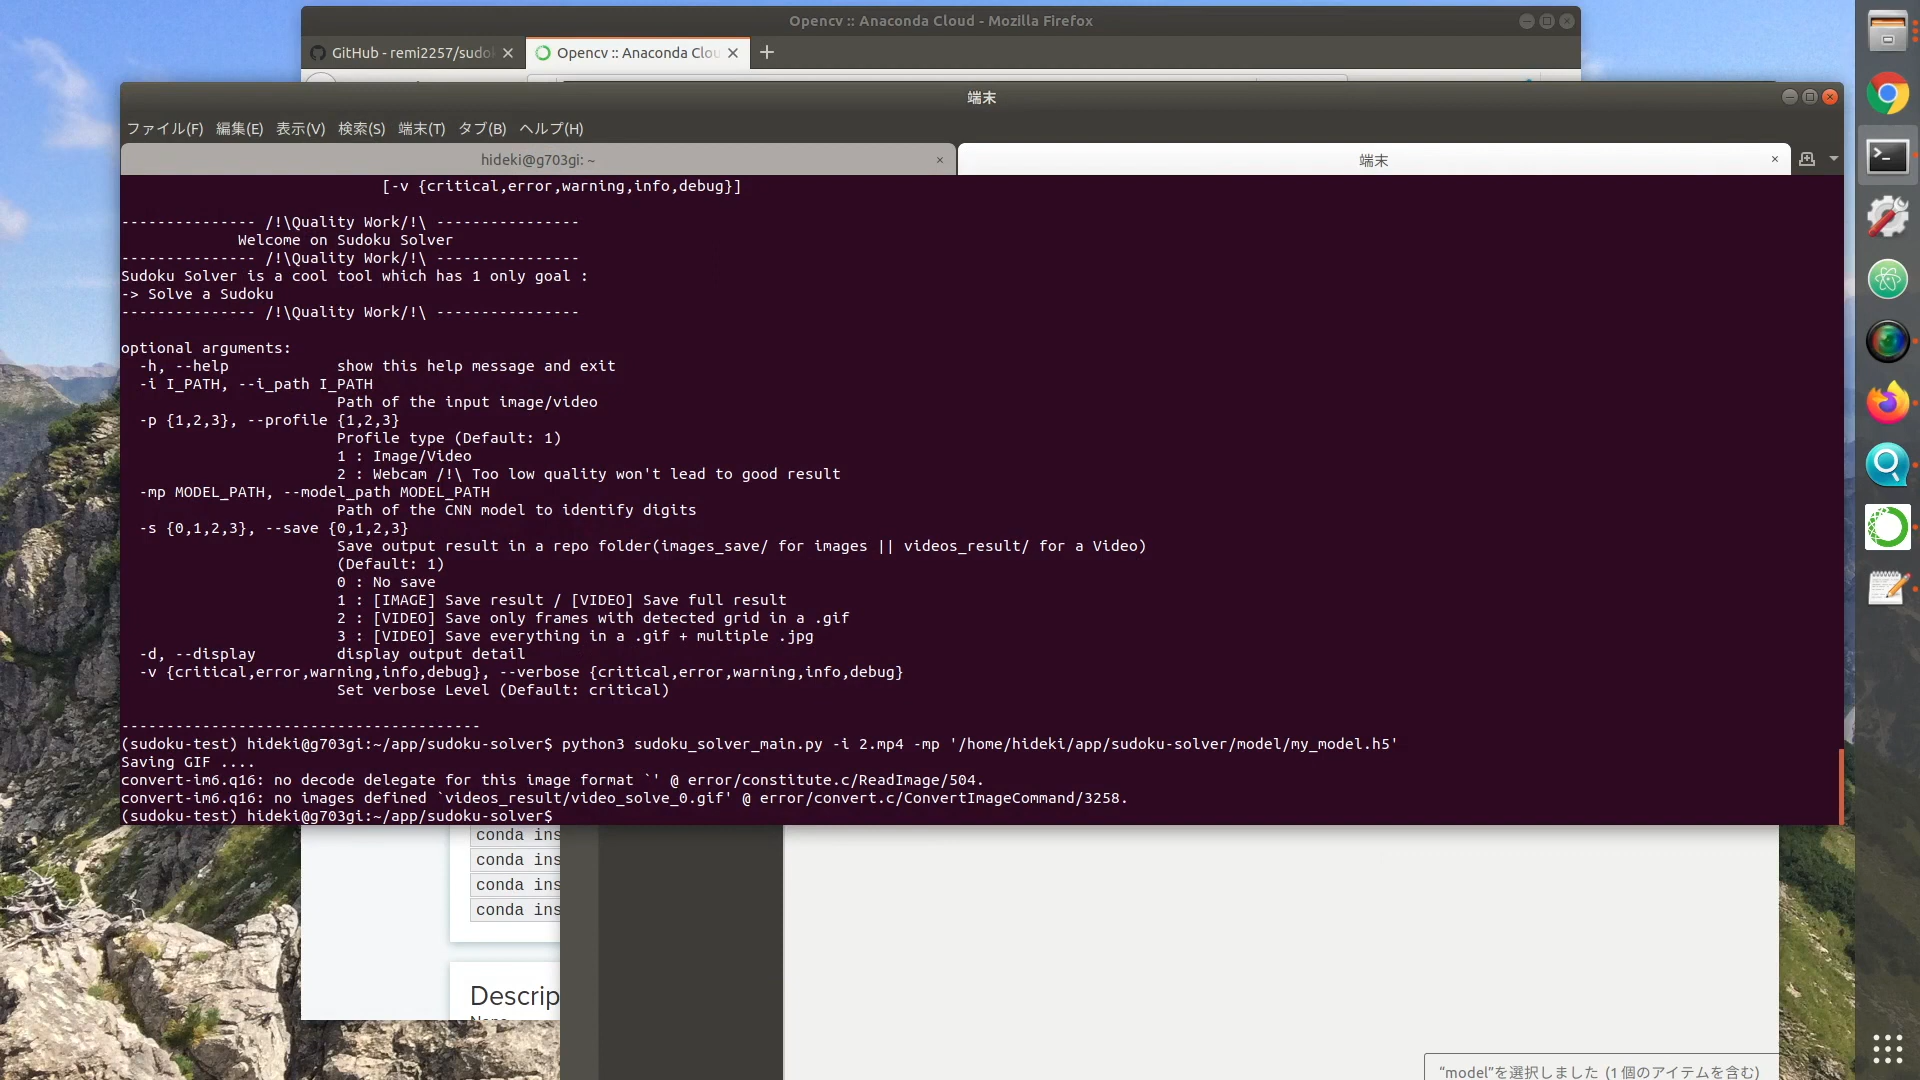 Opencv :: Anaconda Cloud - Mozilla Firefox
GitHub - remi2257/sudo
Opencv :: Anaconda Clou
端末
ファイル(F) 編集(E) 表示(V) 検索(S) 端末(T) タブ(B) ヘルプ(H)
hideki@g703gi: ~
端末
[-v {critical,error,warning,info,debug}]
--------------- /!\Quality Work/!\ ----------------
Welcome on Sudoku Solver
--------------- /!\Quality Work/!\ ----------------
Sudoku Solver is a cool tool which has 1 only goal :
-> Solve a Sudoku
--------------- /!\Quality Work/!\ ----------------
optional arguments:
-h, --help show this help message and exit
-i I_PATH, --i_path I_PATH
Path of the input image/video
-p {1,2,3}, --profile {1,2,3}
Profile type (Default: 1)
1 : Image/Video
2 : Webcam /!\ Too low quality won't lead to good result
-mp MODEL_PATH, --model_path MODEL_PATH
Path of the CNN model to identify digits
-s {0,1,2,3}, --save {0,1,2,3}
Save output result in a repo folder(images_save/ for images || videos_result/ for a Video)
(Default: 1)
0 : No save
1 : [IMAGE] Save result / [VIDEO] Save full result
2 : [VIDEO] Save only frames with detected grid in a .gif
3 : [VIDEO] Save everything in a .gif + multiple .jpg
-d, --display display output detail
-v {critical,error,warning,info,debug}, --verbose {critical,error,warning,info,debug}
Set verbose Level (Default: critical)
----------------------------------------
(sudoku-test) hideki@g703gi:~/app/sudoku-solver$ python3 sudoku_solver_main.py -i 2.mp4 -mp '/home/hideki/app/sudoku-solver/model/my_model.h5'
Saving GIF ....
convert-im6.q16: no decode delegate for this image format `' @ error/constitute.c/ReadImage/504.
convert-im6.q16: no images defined `videos_result/video_solve_0.gif' @ error/convert.c/ConvertImageCommand/3258.
(sudoku-test) hideki@g703gi:~/app/sudoku-solver$
conda ins
conda ins
conda ins
conda ins
Descrip
“model”を選択しました (1個のアイテムを含む)